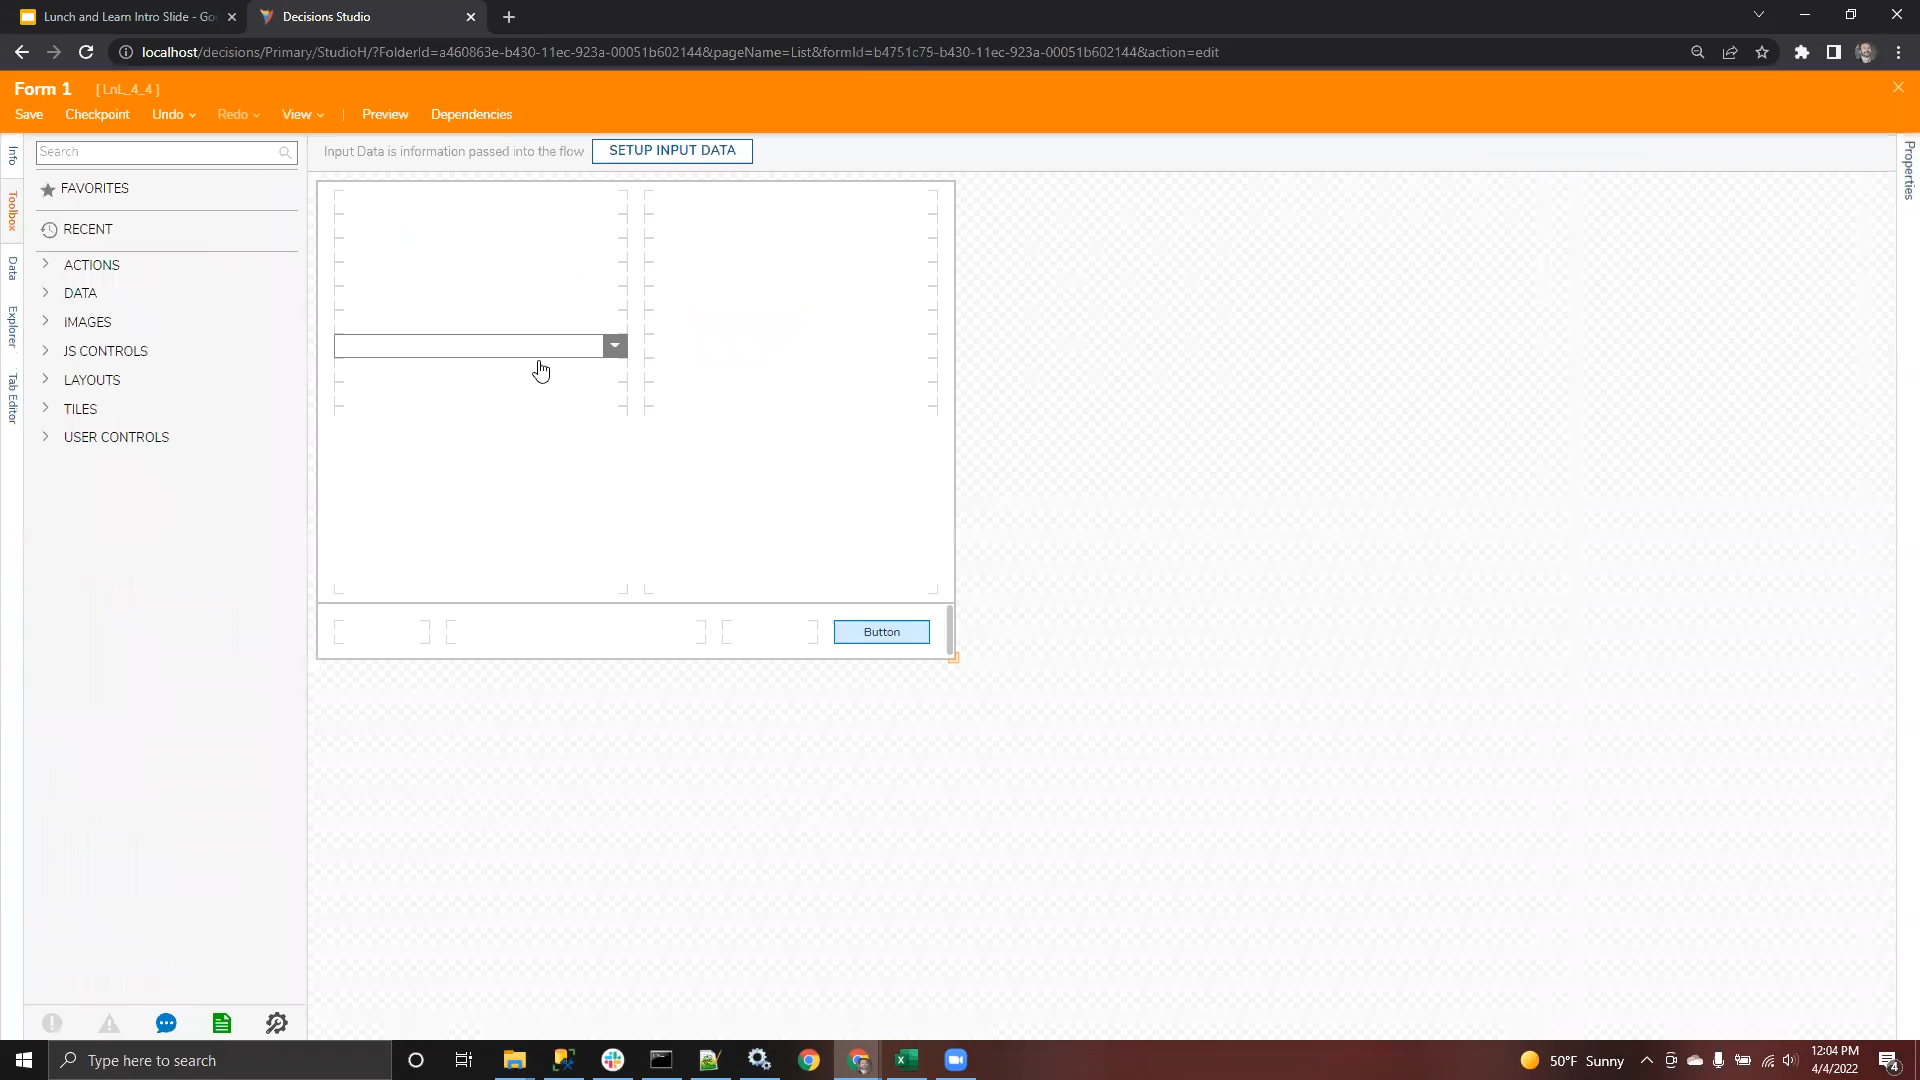 Lunch and Learn Intro Slide - Goo
Decisions Studio
localhost/decisions/Primary/StudioH/?FolderId=a460863e-b430-11ec-923a-00051b602144&pageName=List&formId=b4751c75-b430-11ec-923a-00051b602144&action=edit
Form 1 [ LnL_4_4 ]
Save Checkpoint Undo Redo View | Preview Dependencies
Info
Toolbox
Data
Explorer
Tab Editor
Search
FAVORITES
RECENT
ACTIONS
DATA
IMAGES
JS CONTROLS
LAYOUTS
TILES
USER CONTROLS
Input Data is information passed into the flow SETUP INPUT DATA
Button
Properties
Type here to search
50°F Sunny
12:04 PM
4/4/2022
4